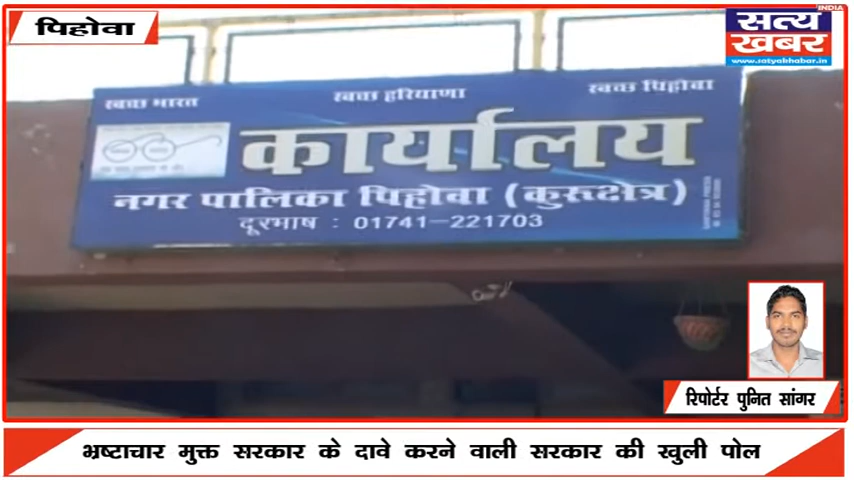 पिहोवा
INDIA
सत्य
खबर
www.satyakhabar.in
स्वच्छ भारत
स्वच्छ हरियाणा
स्वच्छ पिहोवा
कार्यालय
नगर पालिका पिहोवा (कुरूक्षेत्र)
दूरभाष : 01741-221703
रिपोर्टर पुनित सांगर
भ्रष्टाचार मुक्त सरकार के दावे करने वाली सरकार की खुली पोल